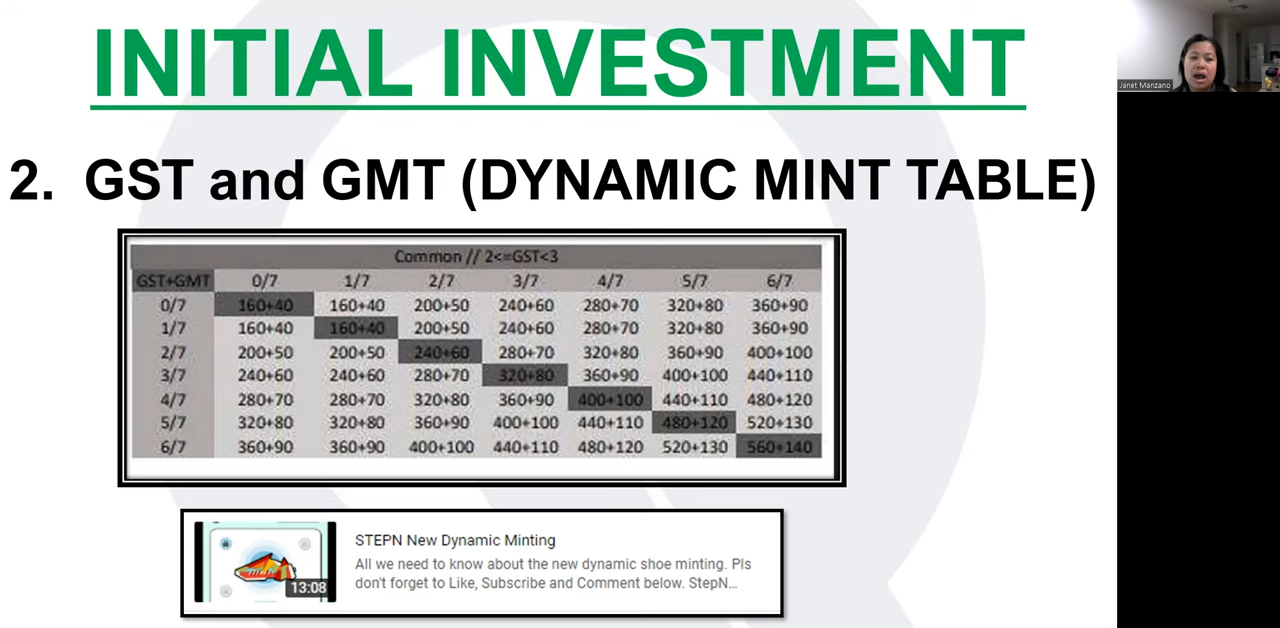 INITIAL INVESTMENT
Janet Manzano
2. GST and GMT (DYNAMIC MINT TABLE)
Common // 2<=GST<3
GST+GMT 0/7 1/7 2/7 3/7 4/7 5/7 6/7
0/7 160+40 160+40 200+50 240+60 280+70 320+80 360+90
1/7 160+40 160+40 200+50 240+60 280+70 320+80 360+90
2/7 200+50 200+50 240+60 280+70 320+80 360+90 400+100
3/7 240+60 240+60 280+70 320+80 360+90 400+100 440+110
4/7 280+70 280+70 320+80 360+90 400+100 440+110 480+120
5/7 320+80 320+80 360+90 400+100 440+110 480+120 520+130
6/7 360+90 360+90 400+100 440+110 480+120 520+130 560+140
STEPN New Dynamic Minting
All we need to know about the new dynamic shoe minting. Pls
don't forget to Like, Subscribe and Comment below. StepN...
13:08